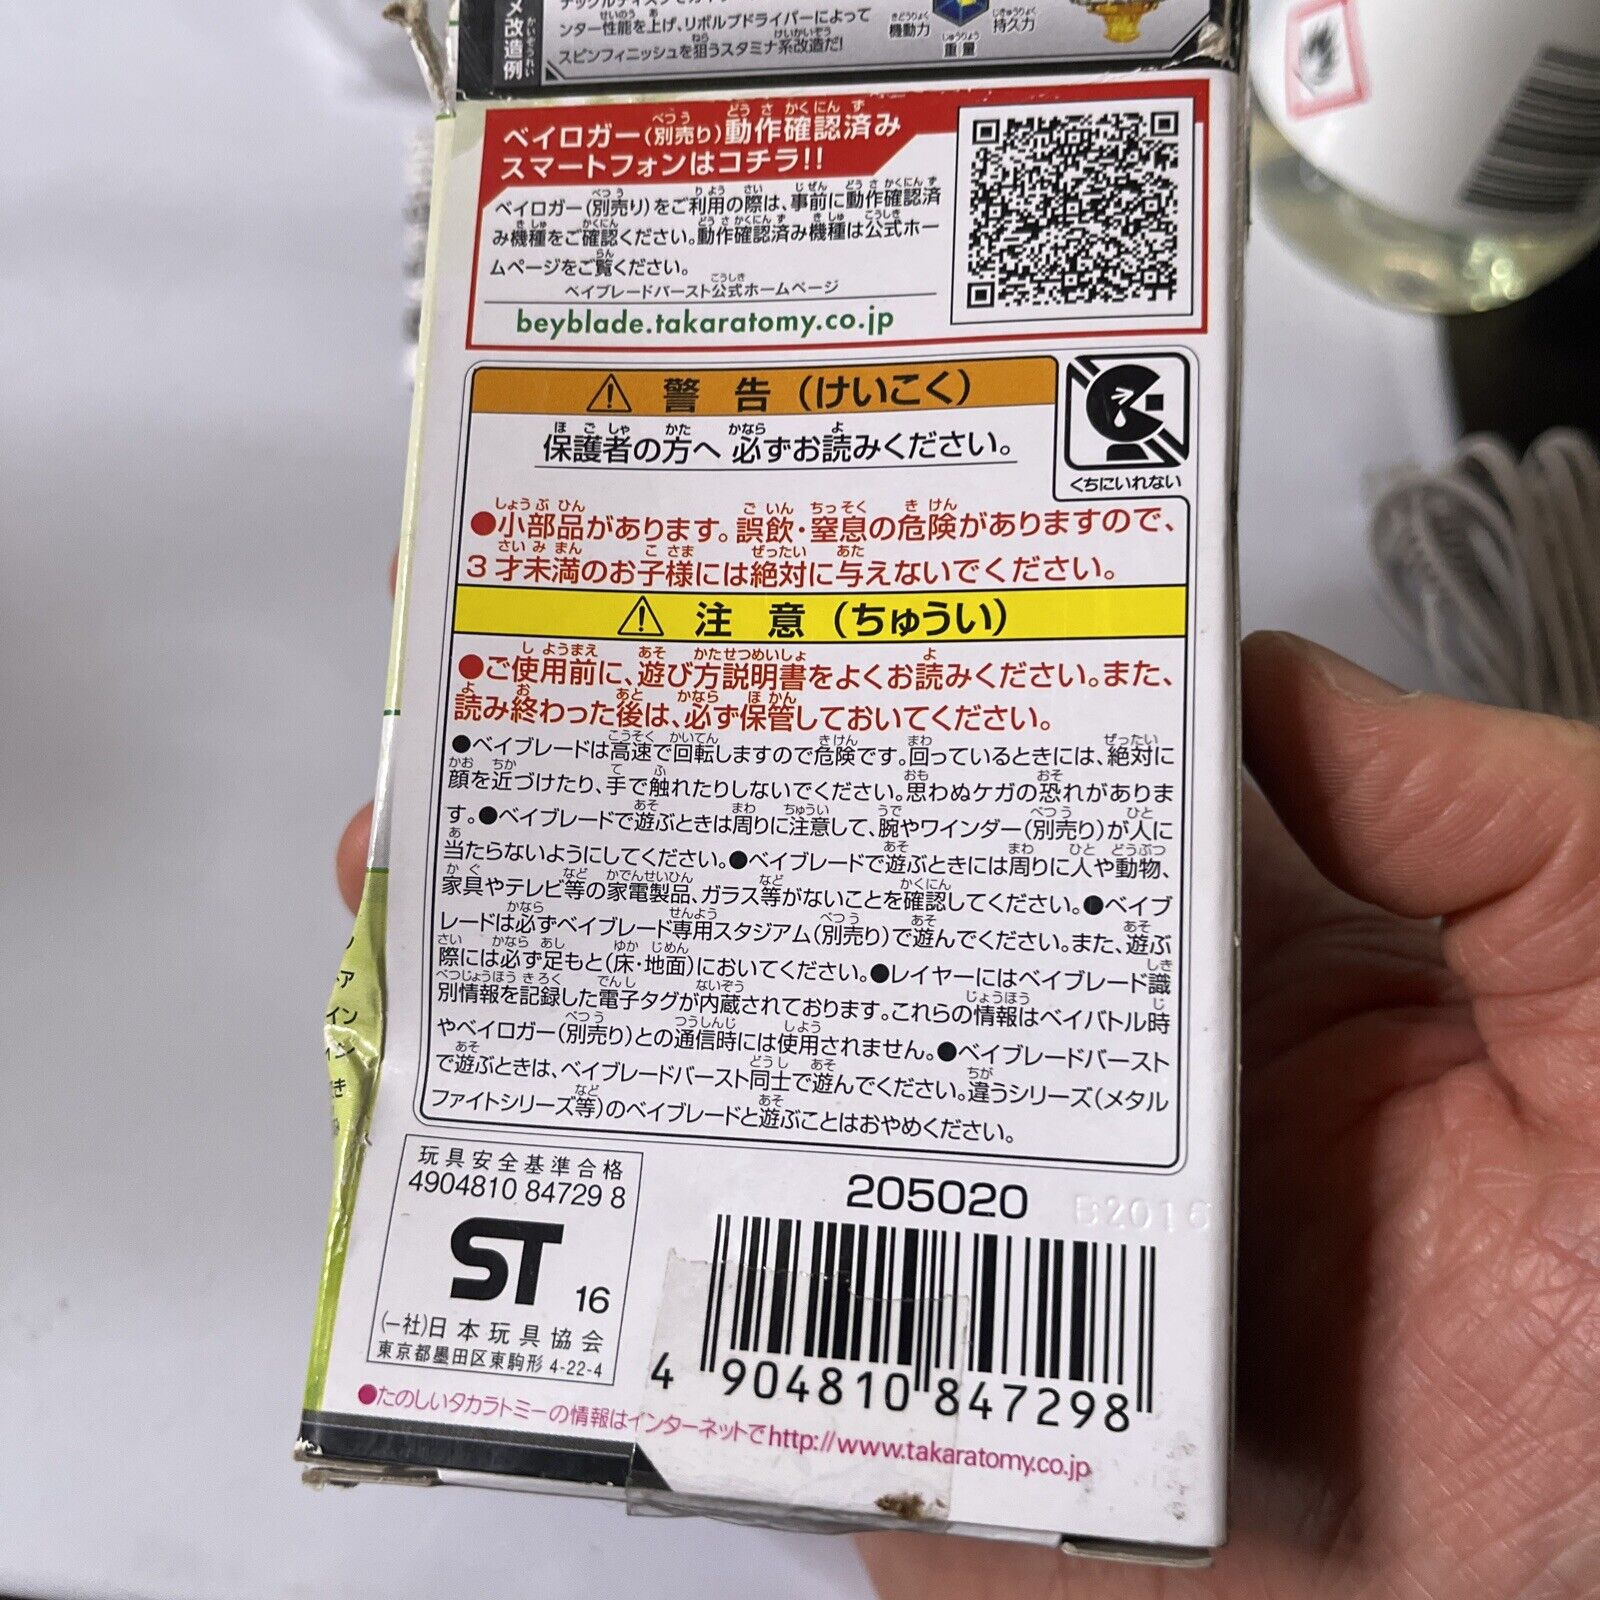 メ改造例
ンター性能を上げ、リボルブドライバーによって
スピンフィニッシュを狙うスタミナ系改造だ!
機動力
重量
持久力
ベイロガー(別売り)動作確認済み
スマートフォンはコチラ!!
ベイロガー(別売り)をご利用の際は、事前に動作確認済
み機種をご確認ください。動作確認済み機種は公式ホー
ムページをご覧ください。
ベイブレードバースト公式ホームページ
beyblade.takaratomy.co.jp
警告(けいこく)
保護者の方へ 必ずお読みください。
くちにいれない
●小部品があります。誤飲・窒息の危険がありますので、
3才未満のお子様には絶対に与えないでください。
注意(ちゅうい)
●ご使用前に、遊び方説明書をよくお読みください。また、
読み終わった後は、必ず保管しておいてください。
●ベイブレードは高速で回転しますので危険です。回っているときには、絶対に
顔を近づけたり、手で触れたりしないでください。思わぬケガの恐れがありま
す。●ベイブレードで遊ぶときは周りに注意して、腕やワインダー(別売り)が人に
当たらないようにしてください。●ベイブレードで遊ぶときには周りに人や動物、
家具やテレビ等の家電製品、ガラス等がないことを確認してください。●ベイブ
レードは必ずベイブレード専用スタジアム(別売り)で遊んでください。また、遊ぶ
際には必ず足もと(床・地面)においてください。●レイヤーにはベイブレード識
別情報を記録した電子タグが内蔵されております。これらの情報はベイバトル時
やベイロガー(別売り)との通信時には使用されません。●ベイブレードバースト
で遊ぶときは、ベイブレードバースト同士で遊んでください。違うシリーズ(メタル
ファイトシリーズ等)のベイブレードと遊ぶことはおやめください。
玩具安全基準合格
4904810 84729 8
ST 16
(一社)日本玩具協会
東京都墨田区東駒形 4-22-4
205020
B2016
4 904810 847298
●たのしいタカラトミーの情報はインターネットでhttp://www.takaratomy.co.jp